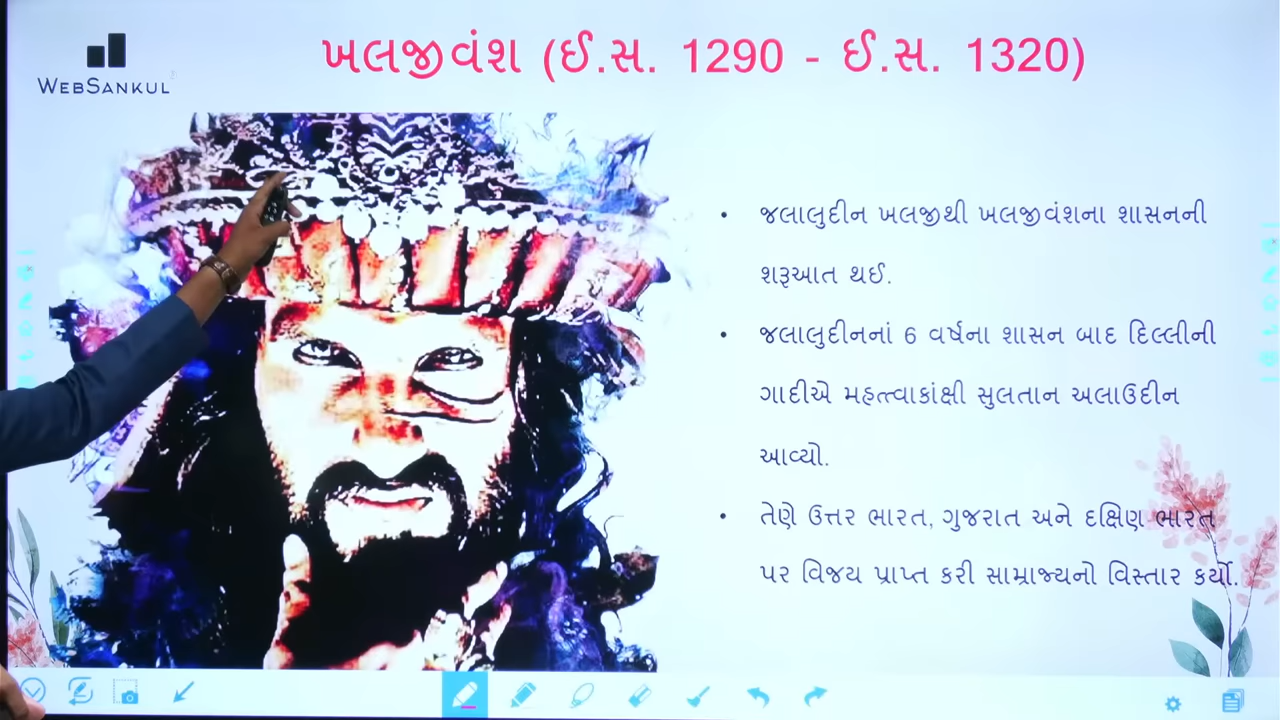 WEBSANKUL
ખલજીવંશ (ઈ.સ. 1290 - ઈ.સ. 1320)
• જલાલુદીન ખલજીથી ખલજીવંશના શાસનની
શરૂઆત થઈ.
• જલાલુદીનનાં 6 વર્ષના શાસન બાદ દિલ્લીની
ગાદીએ મહત્ત્વાકાંક્ષી સુલતાન અલાઉદીન
આવ્યો.
• તેણે ઉત્તર ભારત, ગુજરાત અને દક્ષિણ ભારત
પર વિજય પ્રાપ્ત કરી સામ્રાજ્યનો વિસ્તાર કર્યો.